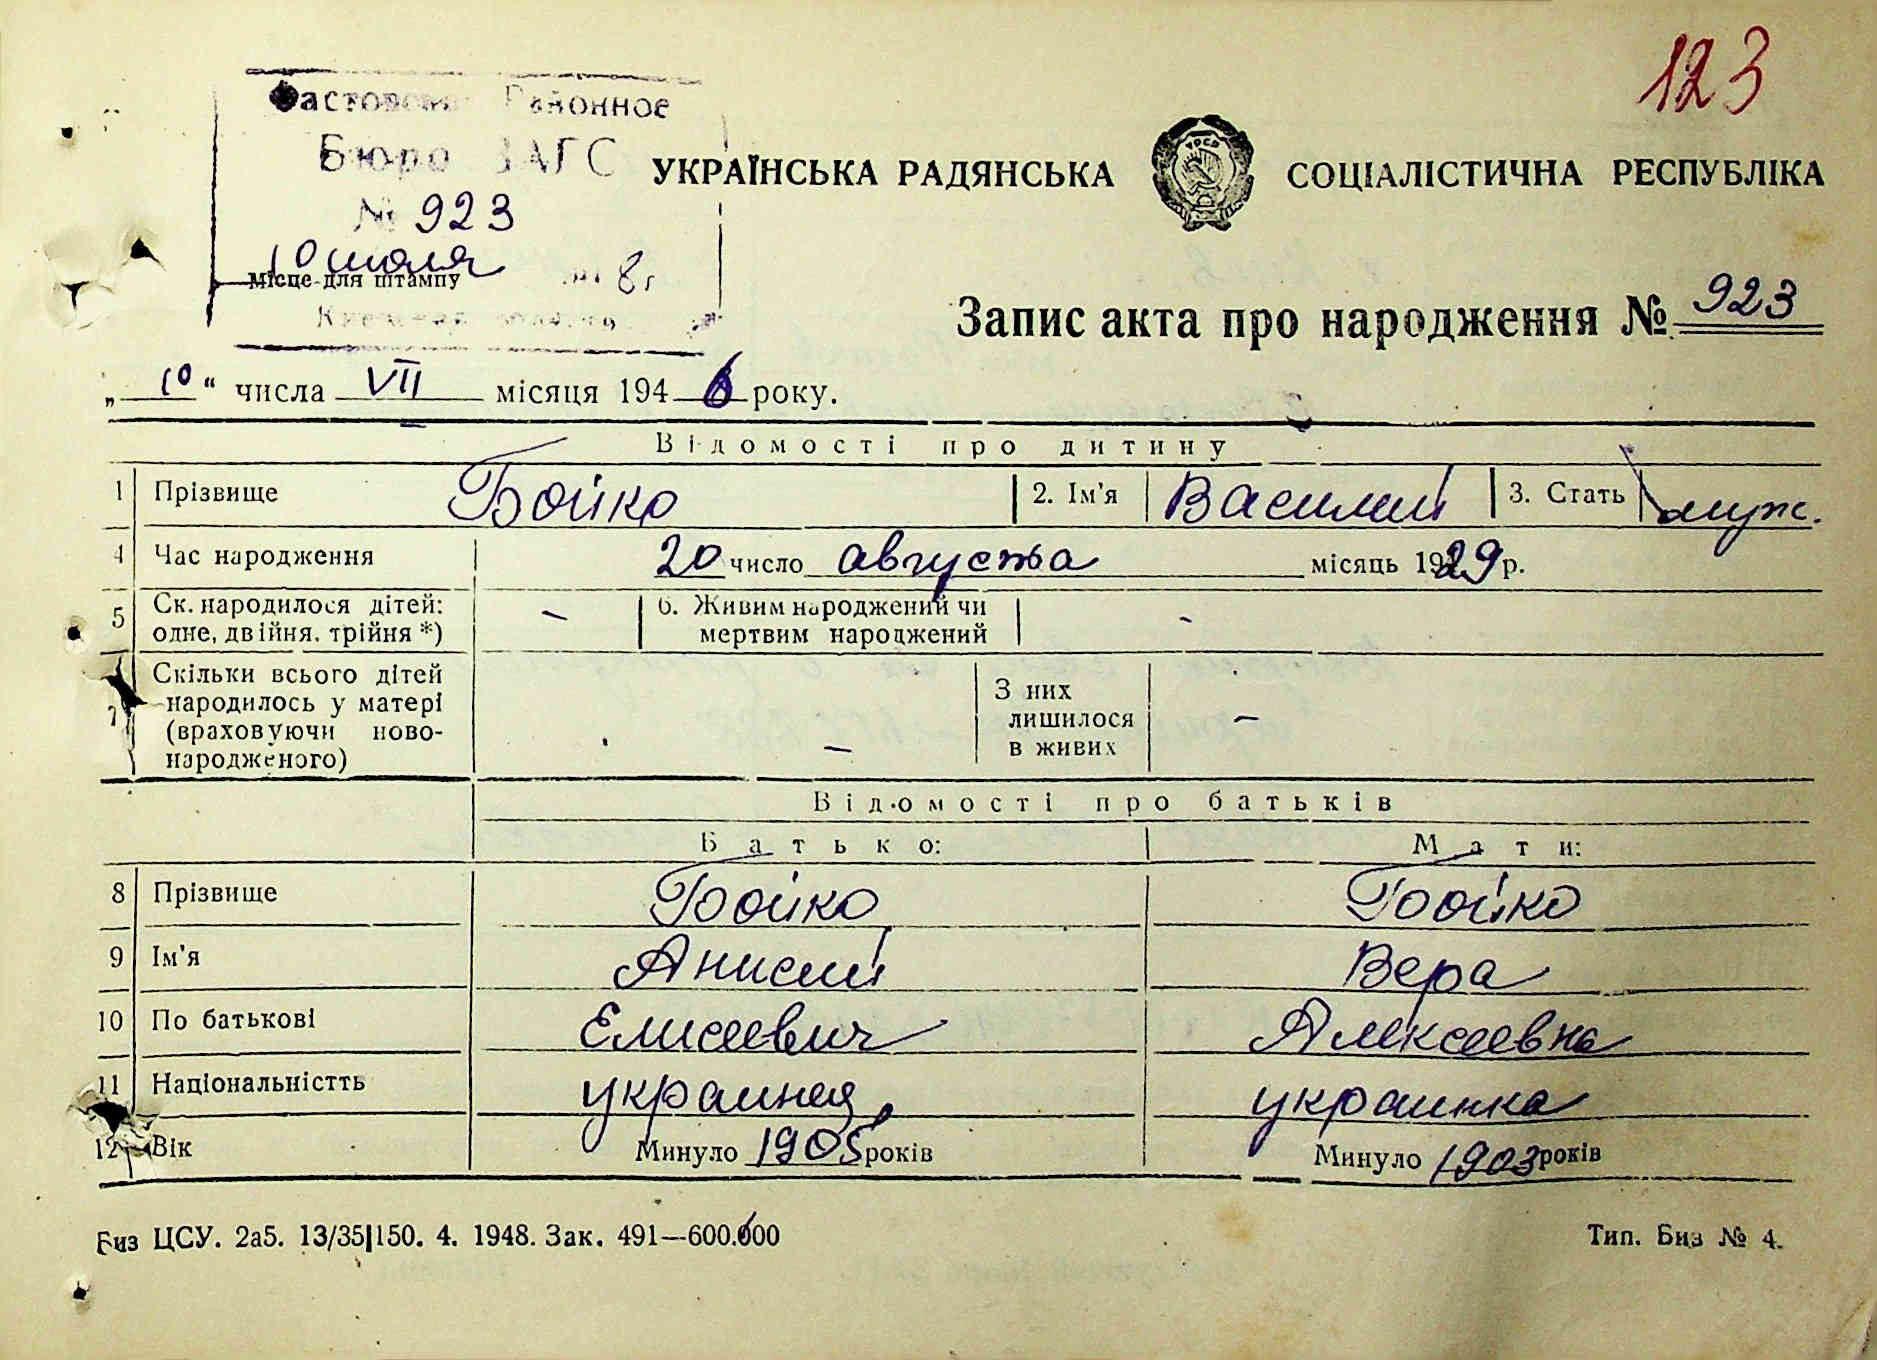 123
Районное
Бюро ЗАГС
УКРАЇНСЬКА РАДЯНСЬКА СОЦІАЛІСТИЧНА РЕСПУБЛІКА
№ 923
10 июля 8 г
Місце для штампу
Запис акта про народження № 923
„ 10 “ числа VII місяця 194 8 року.
Відомості про дитину
1 Прізвище Бойко 2. Ім'я Василий 3. Стать муж.
4 Час народження 20 число августа місяць 1929 р.
5 Ск. народилося дітей: одне, двійня, трійня *) – 6. Живим народжений чи мертвим народжений -
7 Скільки всього дітей народилось у матері (враховуючи ново-народженого) – З них лишилося в живих –
Відомості про батьків
Батько: Мати:
8 Прізвище Бойко Бойко
9 Ім'я Анисий Вера
10 По батькові Елисеевич Алексеевна
11 Національністть украинец украинка
12 Вік Минуло 1905 років Минуло 1903 років
Биз ЦСУ. 2а5. 13/35|150. 4. 1948. Зак. 491—600.000 Тип. Биз № 4.